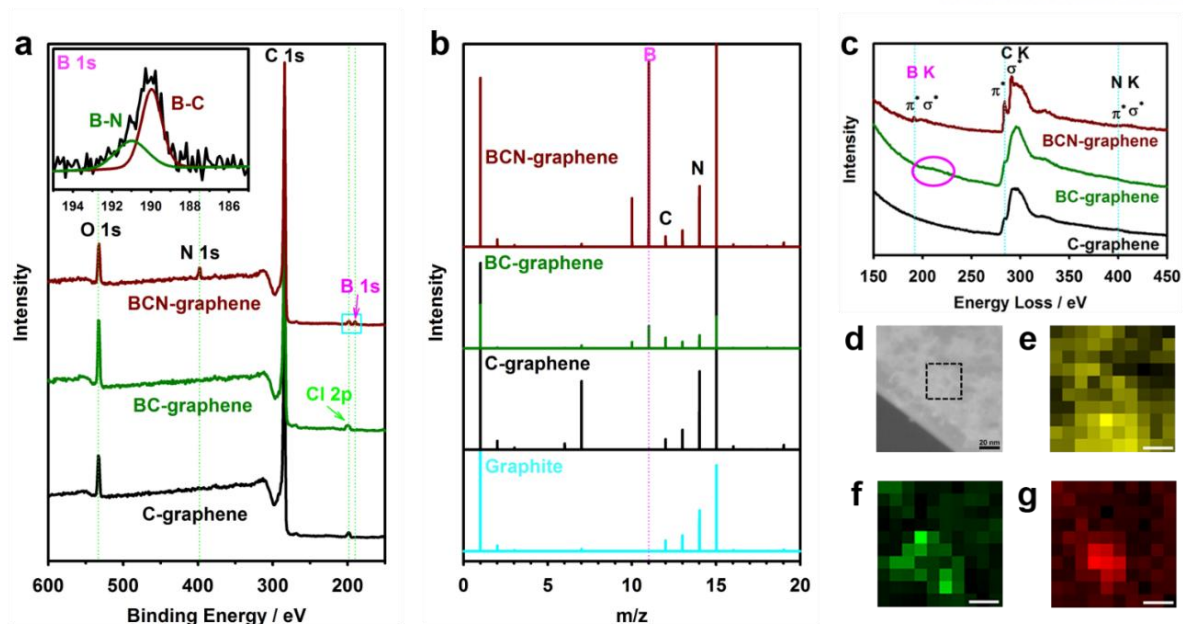 a
B 1s
B-N
B-C
194 192 190 188 186
C 1s
O 1s
N 1s
BCN-graphene
B 1s
BC-graphene
Cl 2p
C-graphene
Intensity
600 500 400 300 200
Binding Energy / eV
b
B
BCN-graphene
N
C
BC-graphene
C-graphene
Graphite
Intensity
0 5 10 15 20
m/z
c
C K
σ*
B K
π* σ*
π*
N K
π* σ*
BCN-graphene
BC-graphene
C-graphene
Intensity
150 200 250 300 350 400 450
Energy Loss / eV
d
20 nm
e
f
g